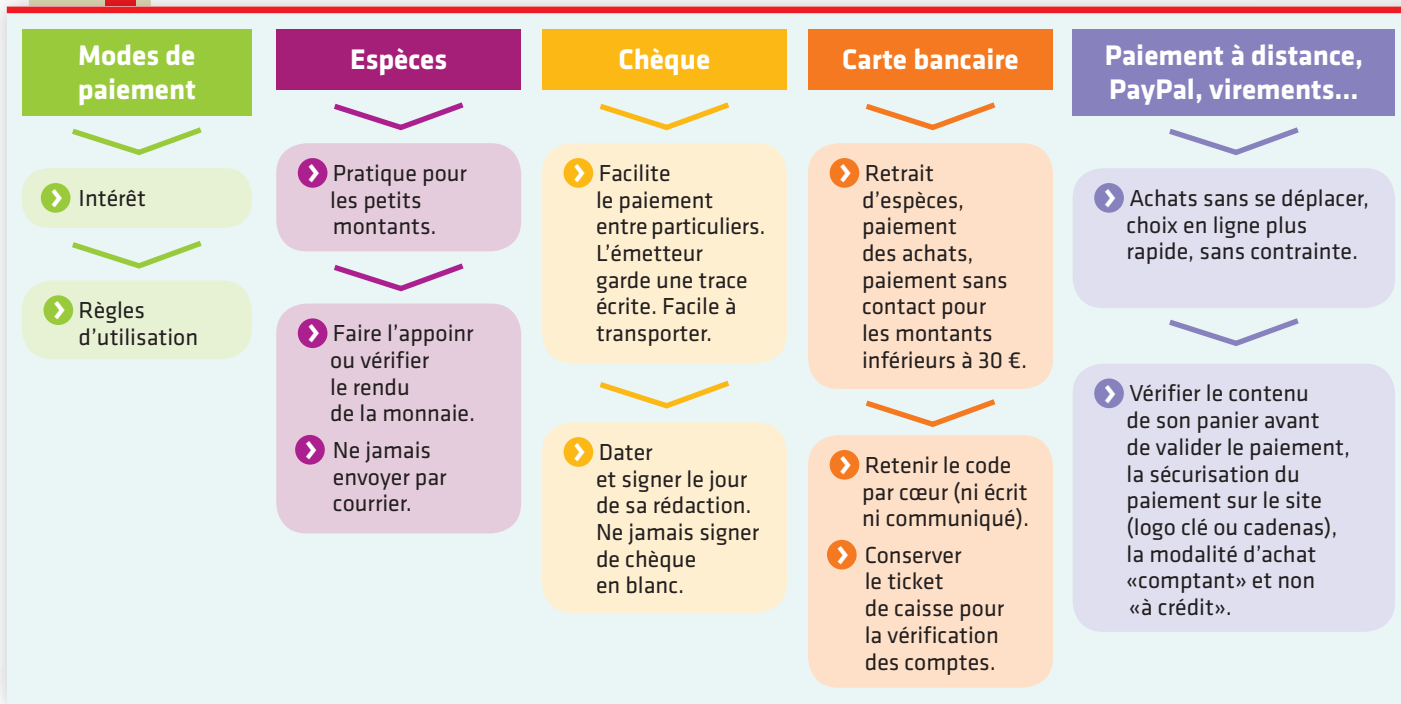 Modes de
paiement
Intérêt
Règles
d'utilisation
Espèces
Pratique pour
les petits
montants.
Faire l'appoinr
ou vérifier
le rendu
de la monnaie.
Ne jamais
envoyer par
courrier.
Chèque
Facilite
le paiement
entre particuliers.
L'émetteur
garde une trace
écrite. Facile à
transporter.
Dater
et signer le jour
de sa rédaction.
Ne jamais signer
de chèque
en blanc.
Carte bancaire
Retrait
d'espèces,
paiement
des achats,
paiement sans
contact pour
les montants
inférieurs à 30 €.
Retenir le code
par cœur (ni écrit
ni communiqué).
Conserver
le ticket
de caisse pour
la vérification
des comptes.
Paiement à distance,
PayPal, virements...
Achats sans se déplacer,
choix en ligne plus
rapide, sans contrainte.
Vérifier le contenu
de son panier avant
de valider le paiement,
la sécurisation du
paiement sur le site
(logo clé ou cadenas),
la modalité d'achat
«comptant» et non
«à crédit».